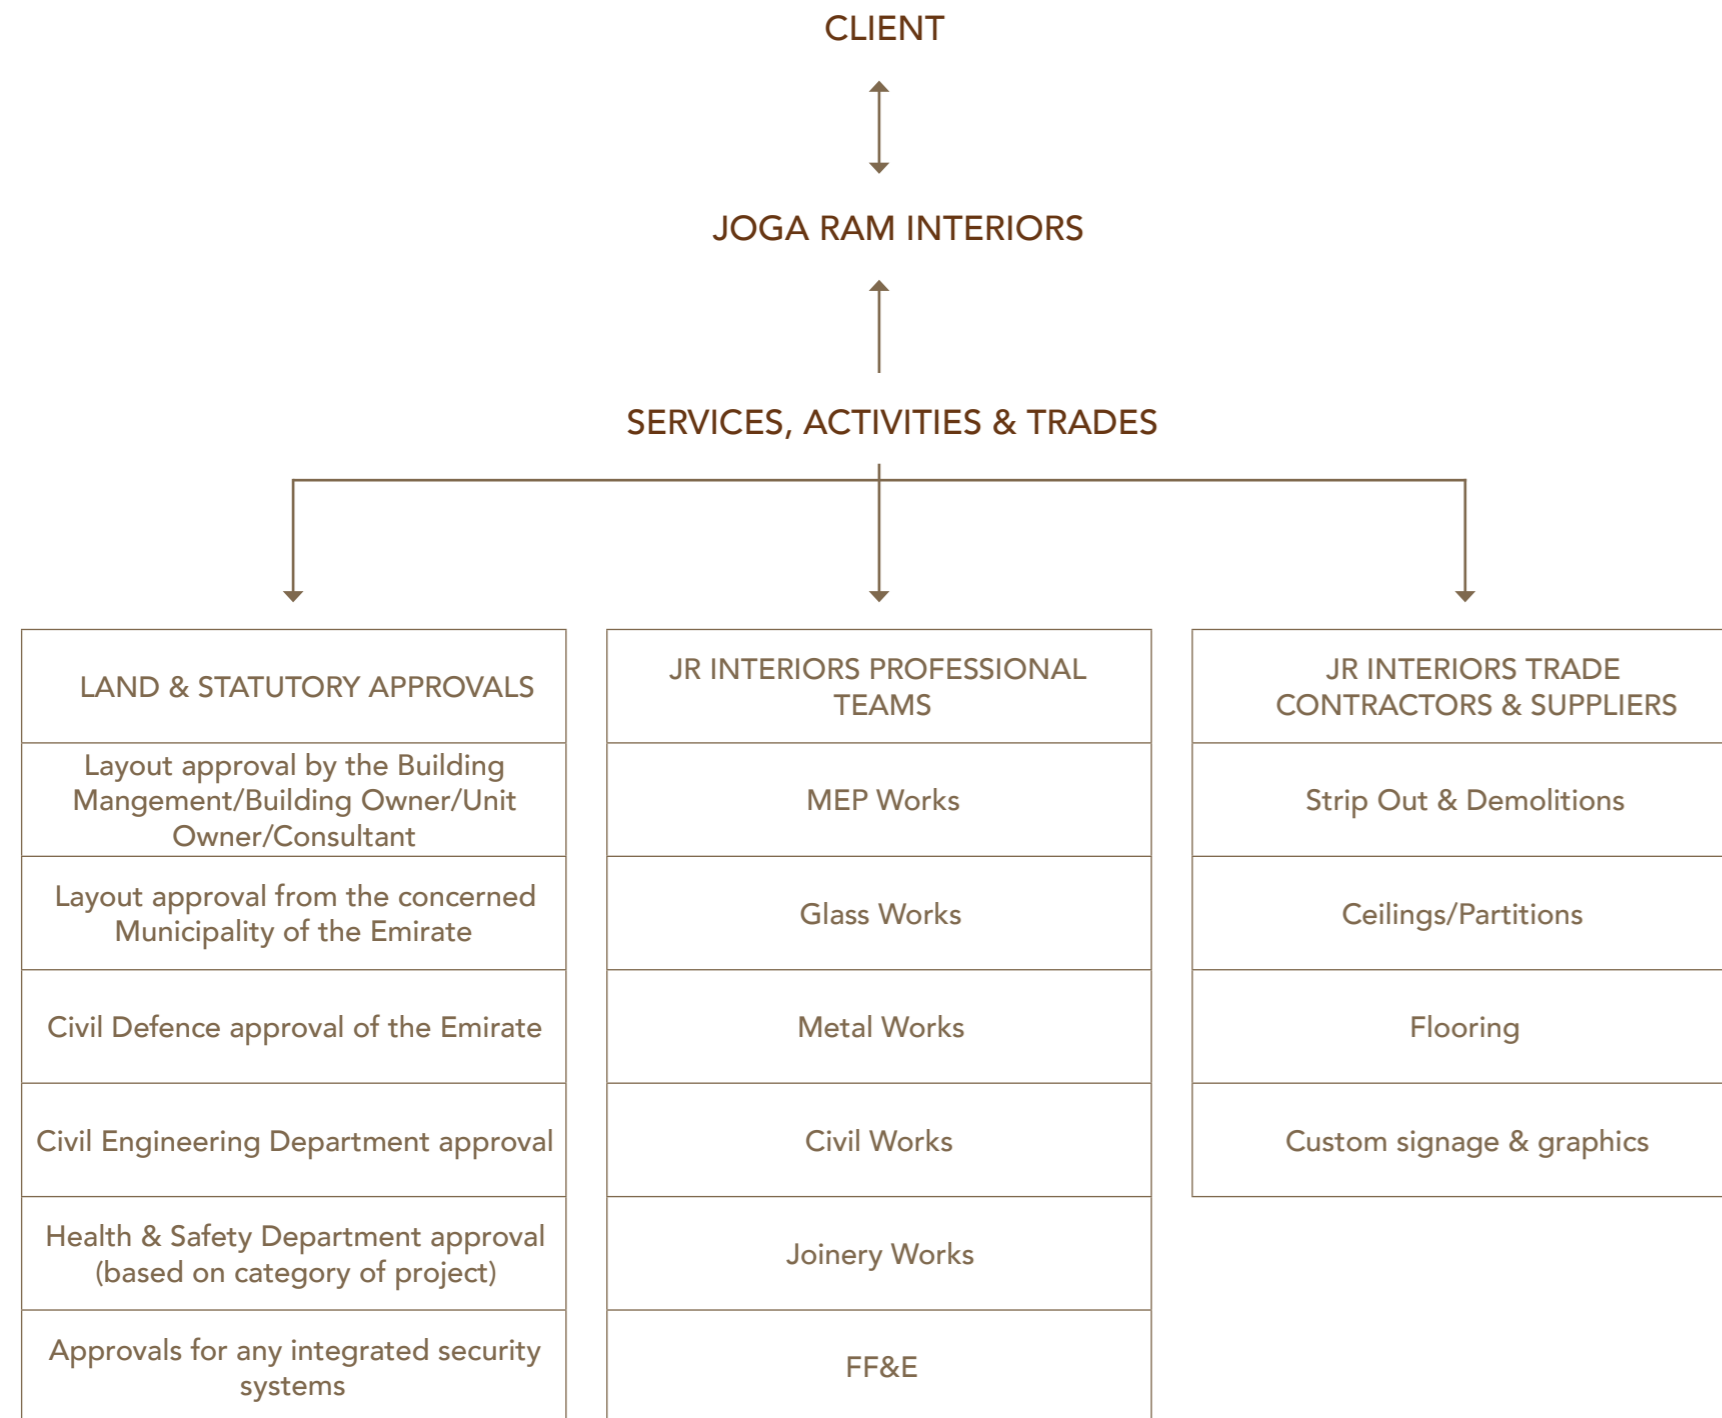 CLIENT
JOGA RAM INTERIORS
SERVICES, ACTIVITIES & TRADES
LAND & STATUTORY APPROVALS
Layout approval by the Building
Mangement/Building Owner/Unit
Owner/Consultant
Layout approval from the concerned
Municipality of the Emirate
Civil Defence approval of the Emirate
Civil Engineering Department approval
Health & Safety Department approval
(based on category of project)
Approvals for any integrated security
systems
JR INTERIORS PROFESSIONAL
TEAMS
MEP Works
Glass Works
Metal Works
Civil Works
Joinery Works
FF&E
JR INTERIORS TRADE
CONTRACTORS & SUPPLIERS
Strip Out & Demolitions
Ceilings/Partitions
Flooring
Custom signage & graphics